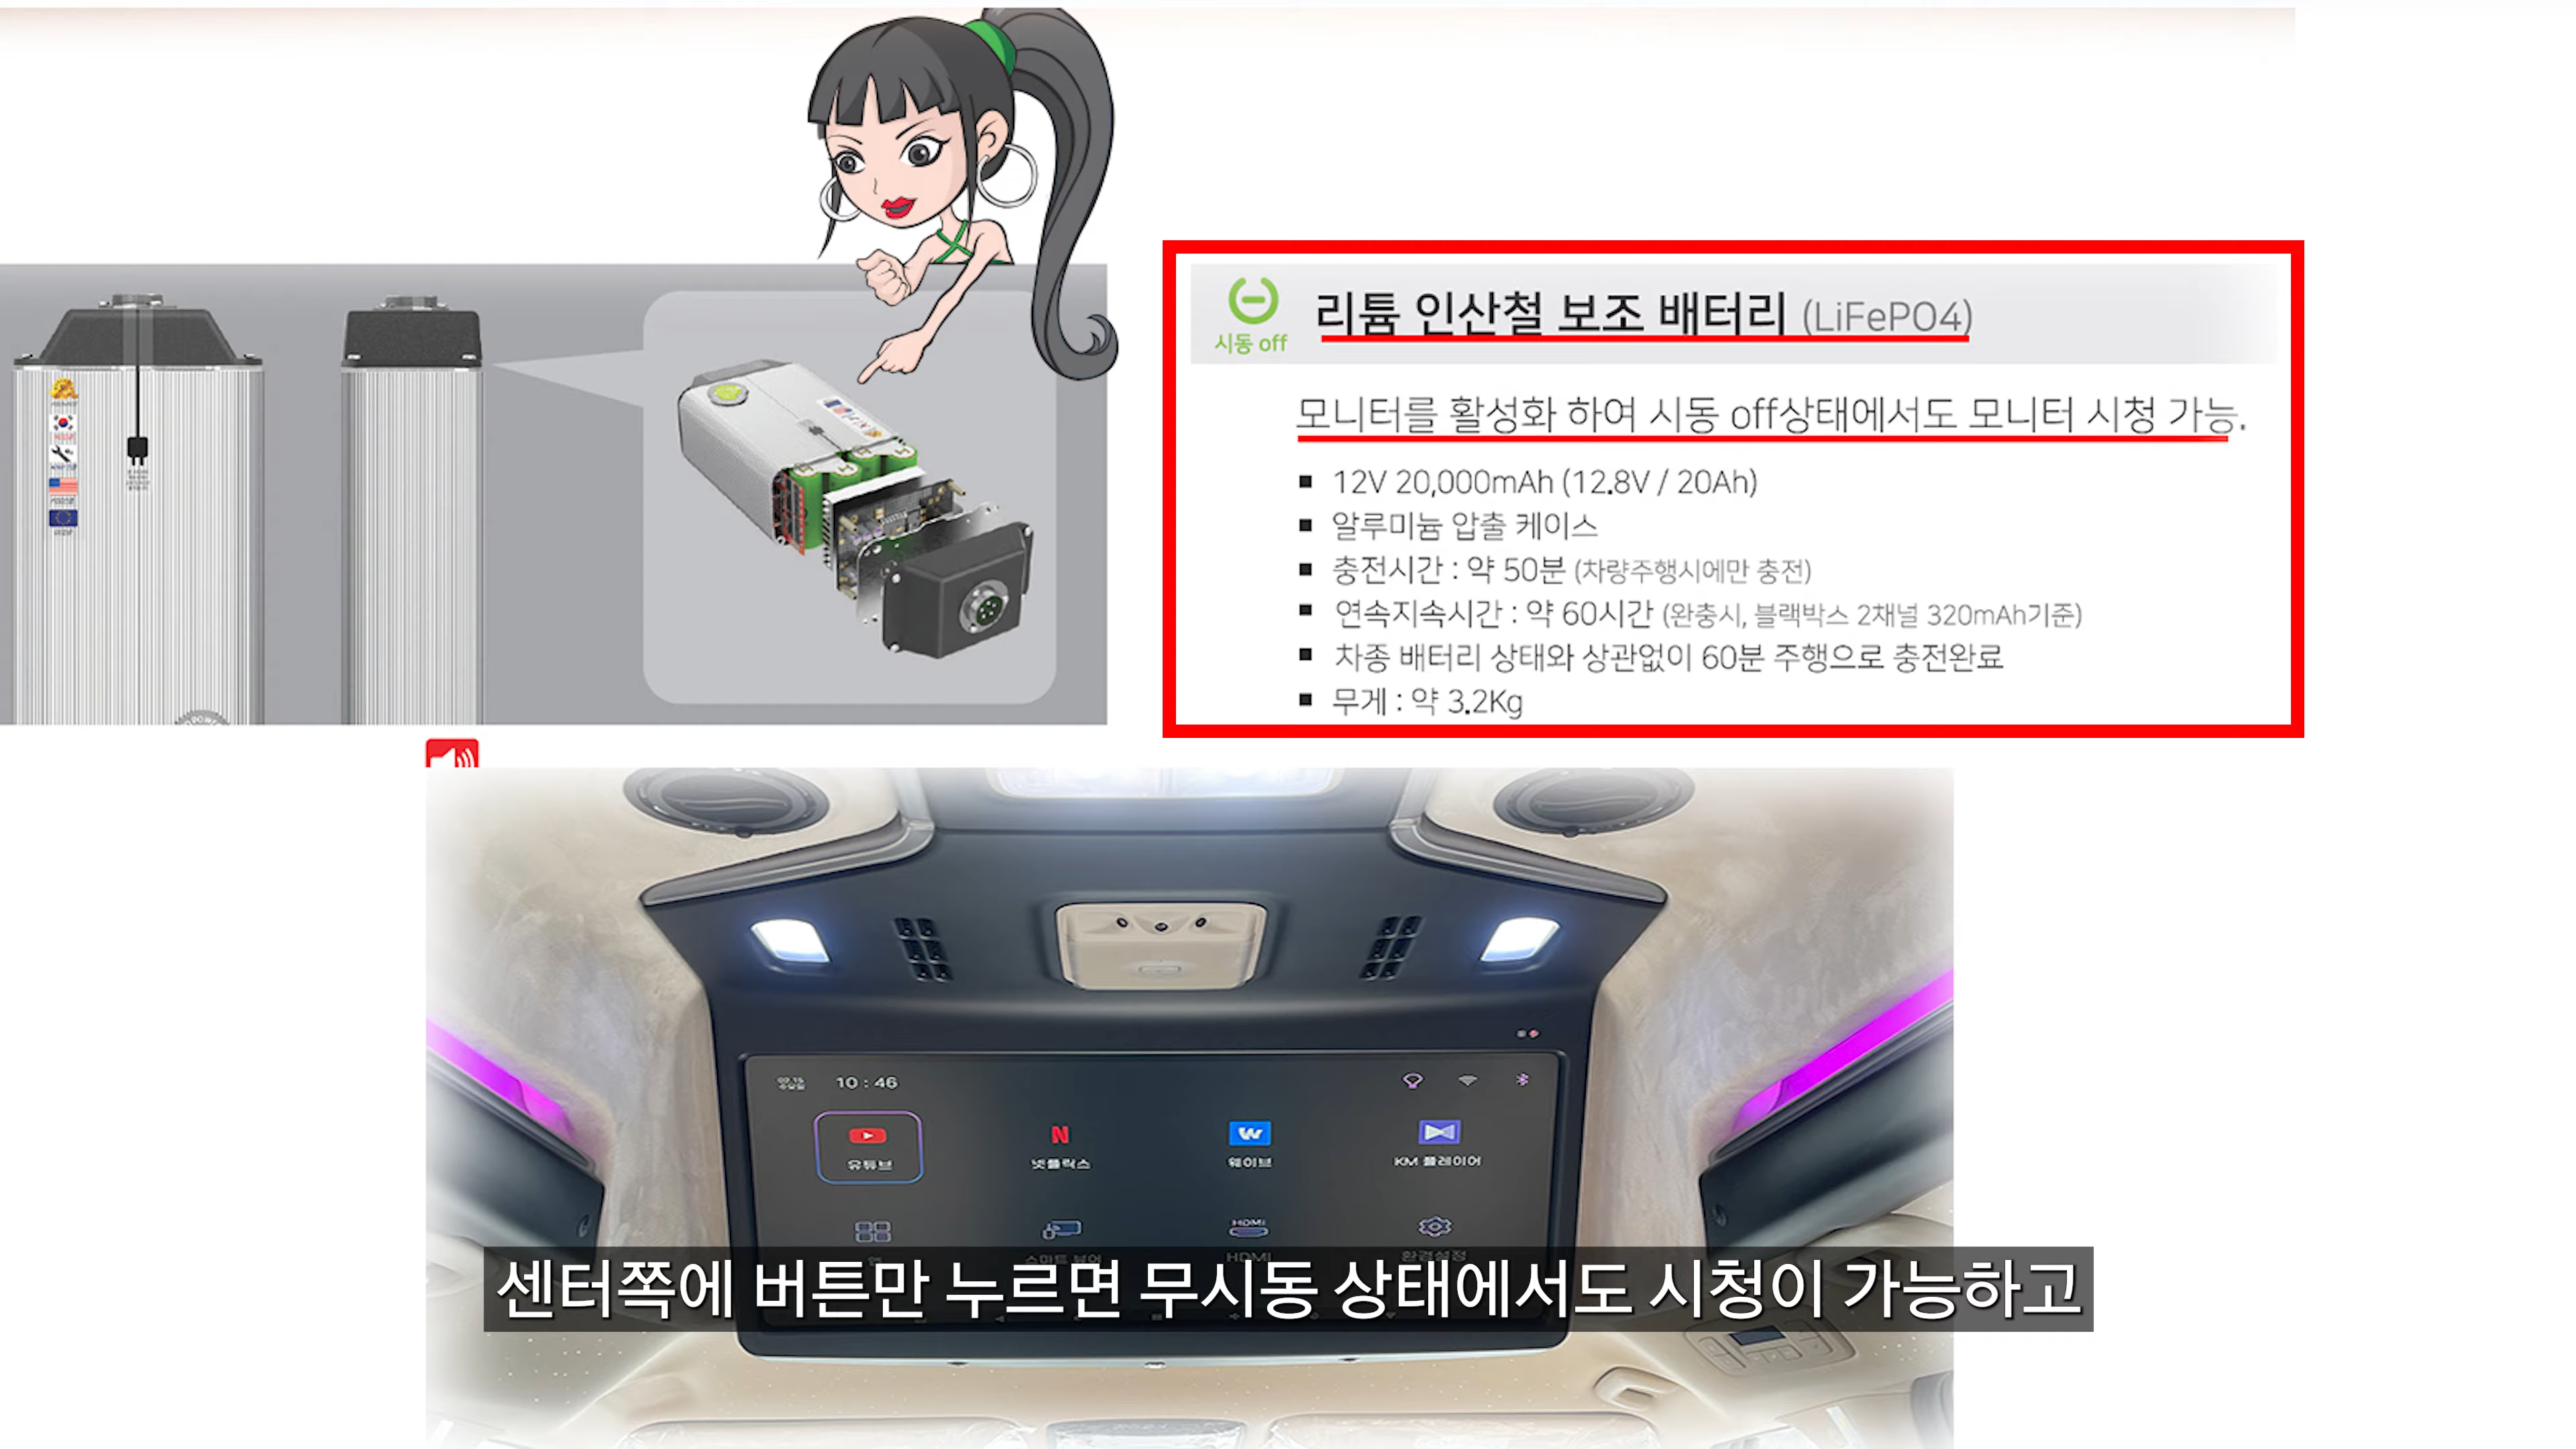 시동 off
리튬 인산철 보조 배터리 (LiFePO4)
모니터를 활성화 하여 시동 off상태에서도 모니터 시청 가능.
■ 12V 20,000mAh (12.8V / 20Ah)
■ 알루미늄 압출 케이스
■ 충전시간 : 약 50분 (차량주행시에만 충전)
■ 연속지속시간 : 약 60시간 (완충시, 블랙박스 2채널 320mAh기준)
■ 차종 배터리 상태와 상관없이 60분 주행으로 충전완료
■ 무게 : 약 3.2Kg
10 : 46
유튜브
N
넷플릭스
W
웨이브
KM 플레이어
HDMI
HDMI
환경설정
센터쪽에 버튼만 누르면 무시동 상태에서도 시청이 가능하고